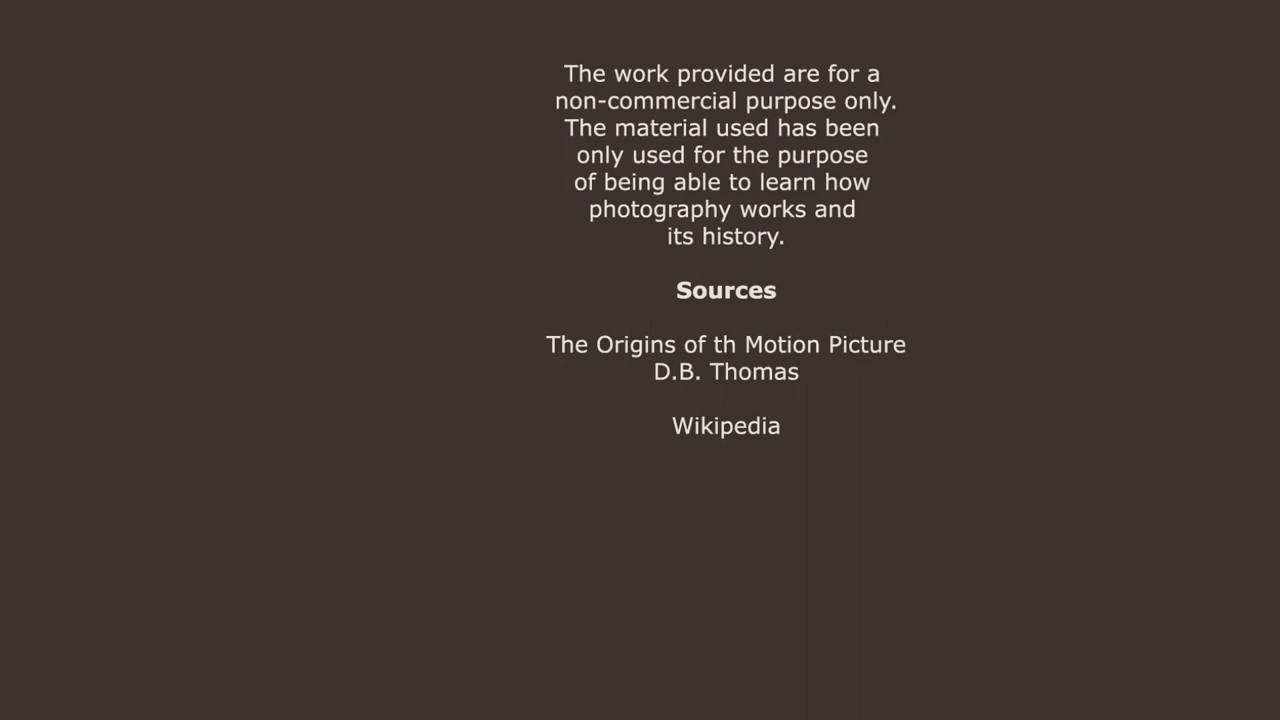 The work provided are for a
non-commercial purpose only.
The material used has been
only used for the purpose
of being able to learn how
photography works and
its history.
Sources
The Origins of th Motion Picture
D.B. Thomas
Wikipedia